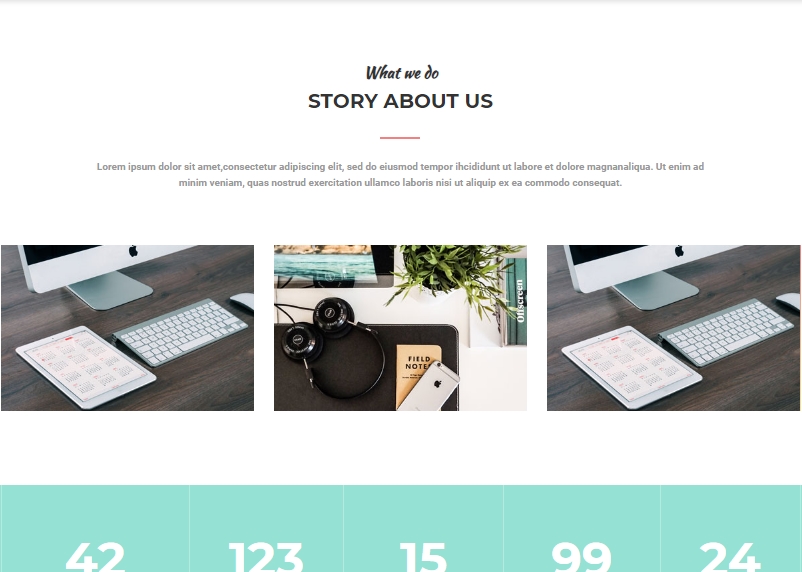 What we do
STORY ABOUT US
Lorem ipsum dolor sit amet,consectetur adipiscing elit, sed do eiusmod tempor ihcididunt ut labore et dolore magnanaliqua. Ut enim ad
minim veniam, quas nostrud exercitation ullamco laboris nisi ut aliquip ex ea commodo consequat.
Offscreen
FIELD
NOTES
42 123 15 99 24